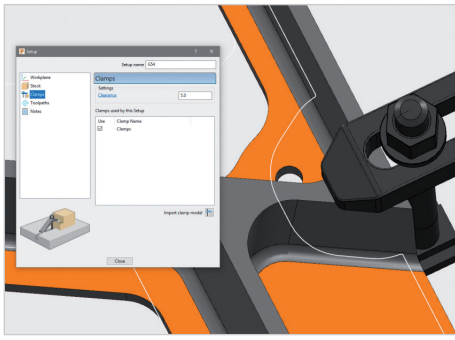 Setup
Setup name G54
Workplane
Stock
Clamps
Toolpaths
Notes
Clamps
Settings
Clearance 5.0
Clamps used by this Setup
Use Clamp Name
Clamps
Import clamp model
Close